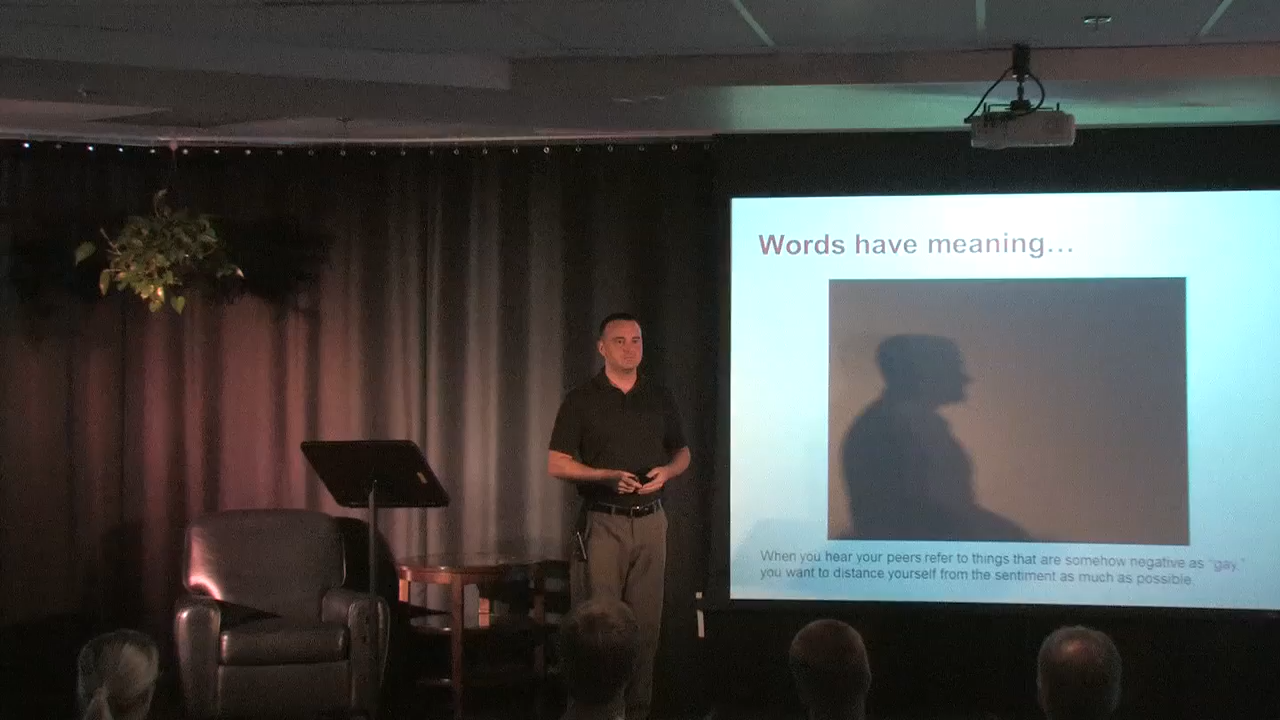 Words have meaning...
When you hear your peers refer to things that are somehow negative as "gay,"
you want to distance yourself from the sentiment as much as possible.